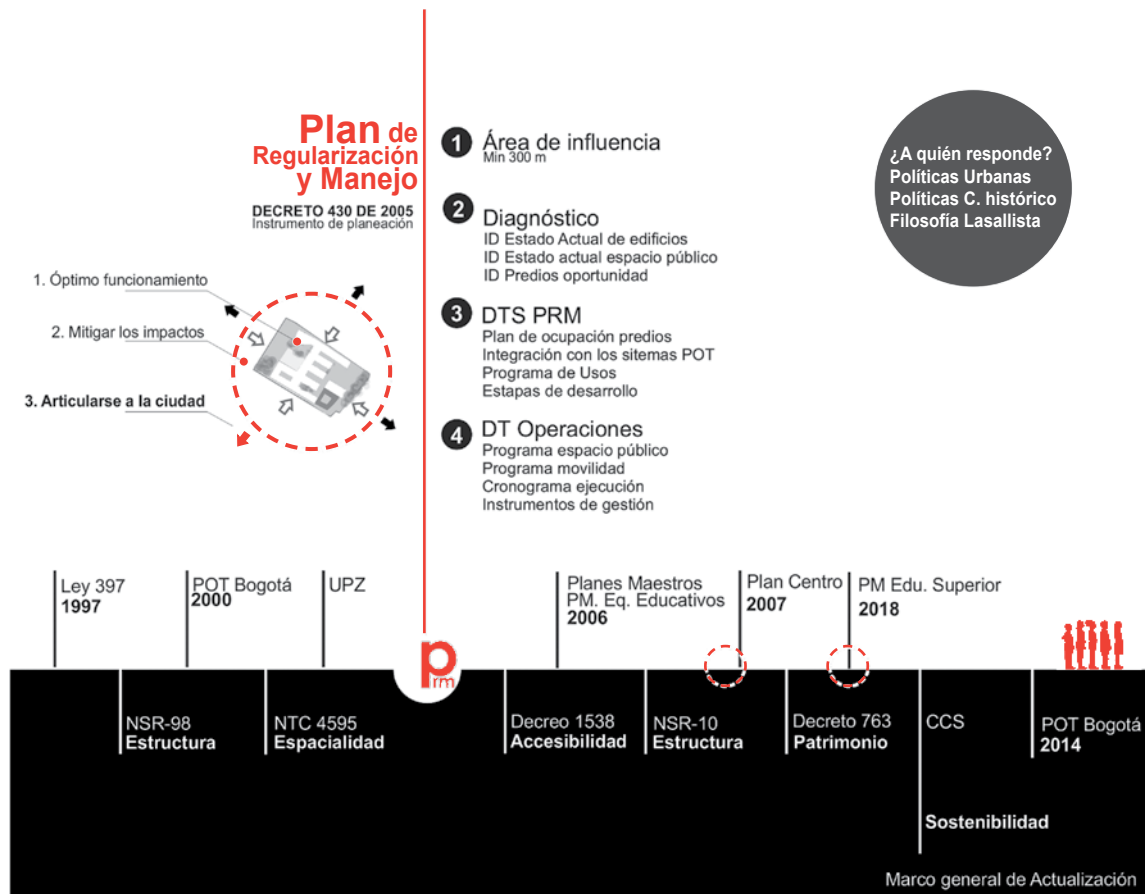 Plan de
Regularización
y Manejo
DECRETO 430 DE 2005
Instrumento de planeación
1. Óptimo funcionamiento
2. Mitigar los impactos
3. Articularse a la ciudad
1 Área de influencia
Min 300 m
2 Diagnóstico
ID Estado Actual de edificios
ID Estado actual espacio público
ID Predios oportunidad
3 DTS PRM
Plan de ocupación predios
Integración con los sitemas POT
Programa de Usos
Estapas de desarrollo
4 DT Operaciones
Programa espacio público
Programa movilidad
Cronograma ejecución
Instrumentos de gestión
¿A quién responde?
Políticas Urbanas
Políticas C. histórico
Filosofía Lasallista
Ley 397
1997
POT Bogotá
2000
UPZ
Planes Maestros
PM. Eq. Educativos
2006
Plan Centro
2007
PM Edu. Superior
2018
prm
NSR-98
Estructura
NTC 4595
Espacialidad
Decreo 1538
Accesibilidad
NSR-10
Estructura
Decreto 763
Patrimonio
CCS
Sostenibilidad
POT Bogotá
2014
Marco general de Actualización